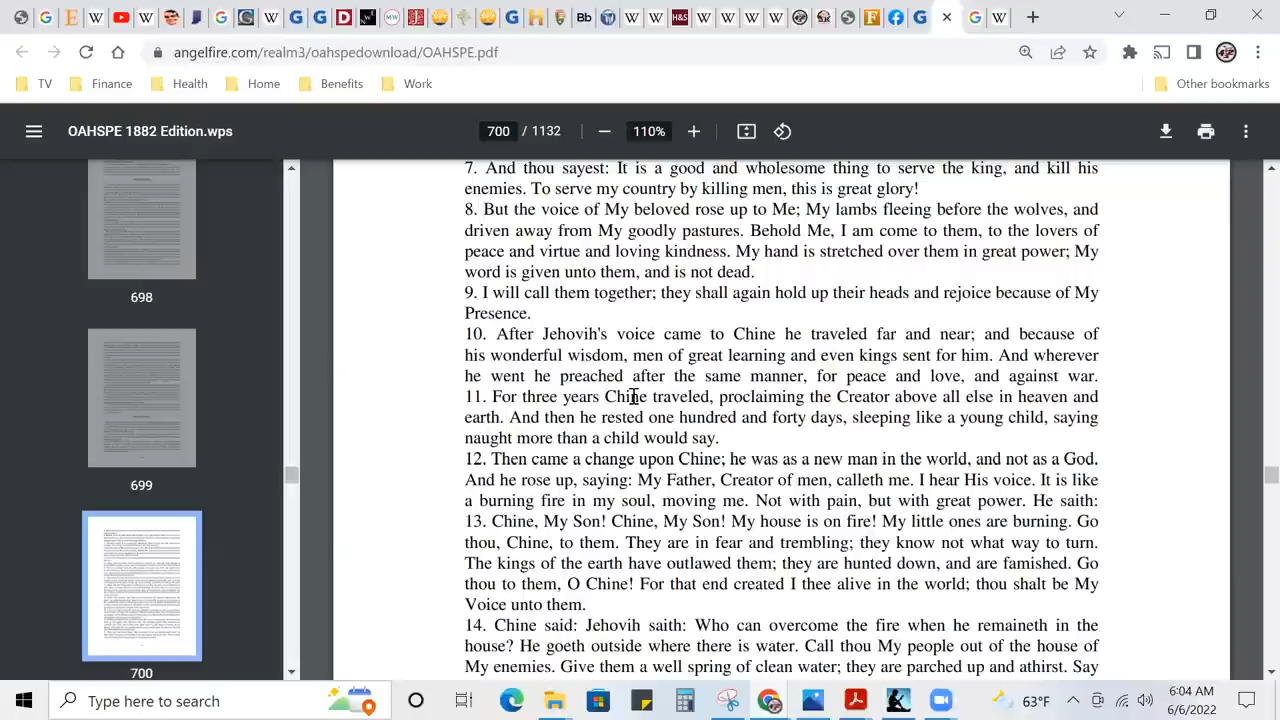 angelfire.com/realm3/oahspedownload/OAHSPE.pdf
TV Finance Health Home Benefits Work Other bookmarks
OAHSPE 1882 Edition.wps 700 / 1132 110%
698
699
700
7. And thou sayest: It is a good and wholesome thing to serve the king, and kill his
enemies. To serve my country by killing men, this is great glory!
8. But the voice of My beloved rose up to Me; My lambs fleeing before the wolves, and
driven away from My goodly pastures. Behold Me, I am come to them, to the lovers of
peace and virtue and loving kindness. My hand is stretched over them in great power; My
word is given unto them, and is not dead.
9. I will call them together; they shall again hold up their heads and rejoice because of My
Presence.
10. After Jehovih's voice came to Chine he traveled far and near; and because of
his wonderful wisdom, men of great learning and even kings sent for him. And wherever
he went he preached after the same manner, for peace and love, and against war.
11. For three years Chine traveled, proclaiming the Creator above all else in heaven and
earth. And then he rested one hundred and forty days, sleeping like a young child, saying
naught more than a child would say.
12. Then came a change upon Chine; he was as a new man in the world, and not as a God.
And he rose up, saying: My Father, Creator of men, calleth me. I hear His voice. It is like
a burning fire in my soul, moving me. Not with pain, but with great power. He saith:
13. Chine, My Son! Chine, My Son! My house is on fire! My little ones are burning. Go
thou, Chine, to them. They are in fear and trembling; they know not what way to turn.
The kings of the earth have outlawed them; they are hunted down, and are famished. Go
thou to them, O Chine! For that end created I thee alive in the world; thou shalt be My
Voice unto them.
14. Chine said: Jehovih saith: Who can overcome the fire when he remaineth in the
house? He goeth outside where there is water. Call thou My people out of the house of
My enemies. Give them a well spring of clean water; they are parched up and athirst. Say
Type here to search
63°F
6:04 AM
6/6/2022